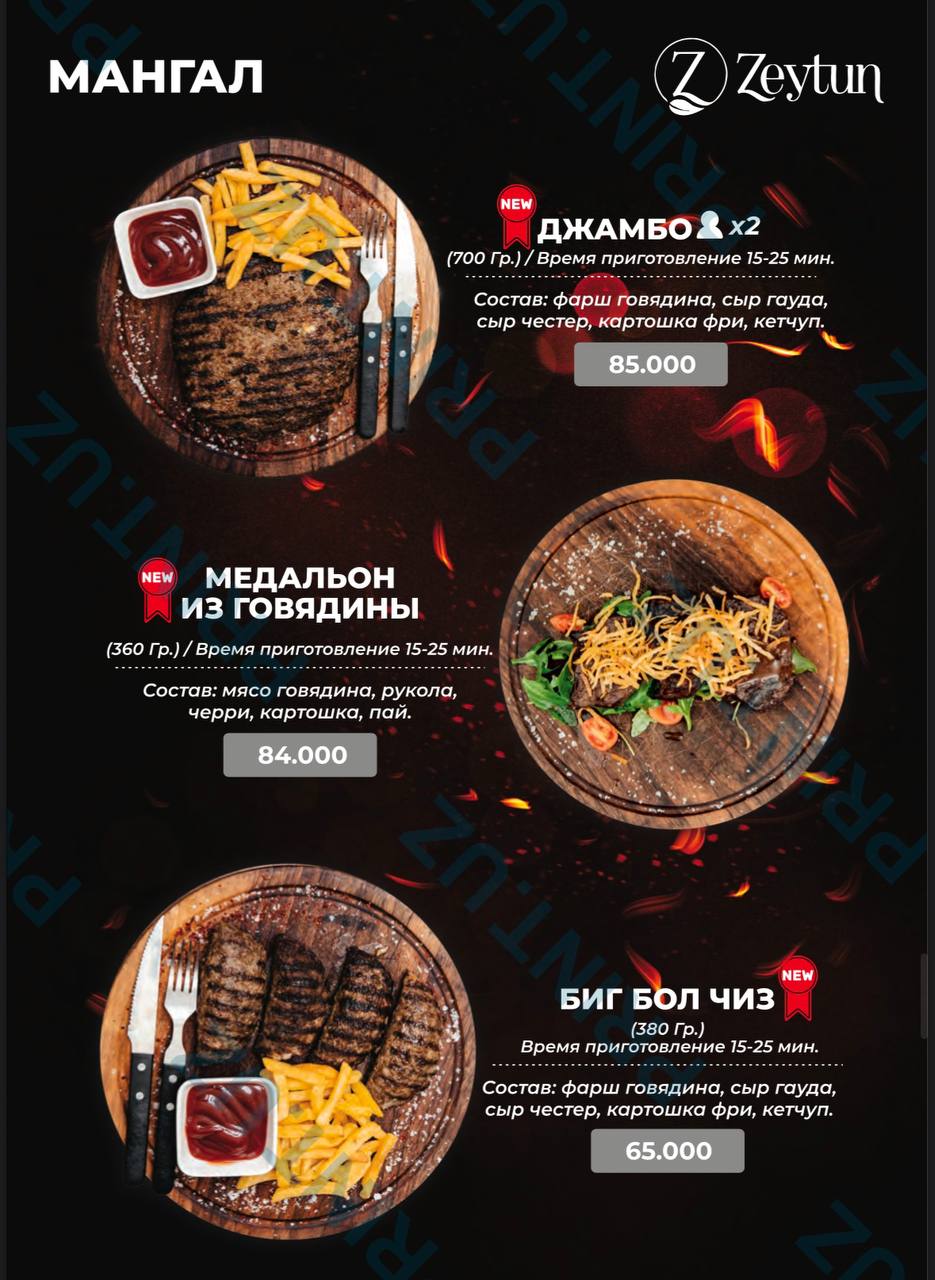 МАНГАЛ
Z Zeytun
NEW
ДЖАМБО x2
(700 Гр.) / Время приготовление 15-25 мин.
Состав: фарш говядина, сыр гауда,
сыр честер, картошка фри, кетчуп.
85.000
NEW
МЕДАЛЬОН
ИЗ ГОВЯДИНЫ
(360 Гр.) / Время приготовление 15-25 мин.
Состав: мясо говядина, рукола,
черри, картошка, пай.
84.000
БИГ БОЛ ЧИЗ
NEW
(380 Гр.)
Время приготовление 15-25 мин.
Состав: фарш говядина, сыр гауда,
сыр честер, картошка фри, кетчуп.
65.000
PRINT.UZ